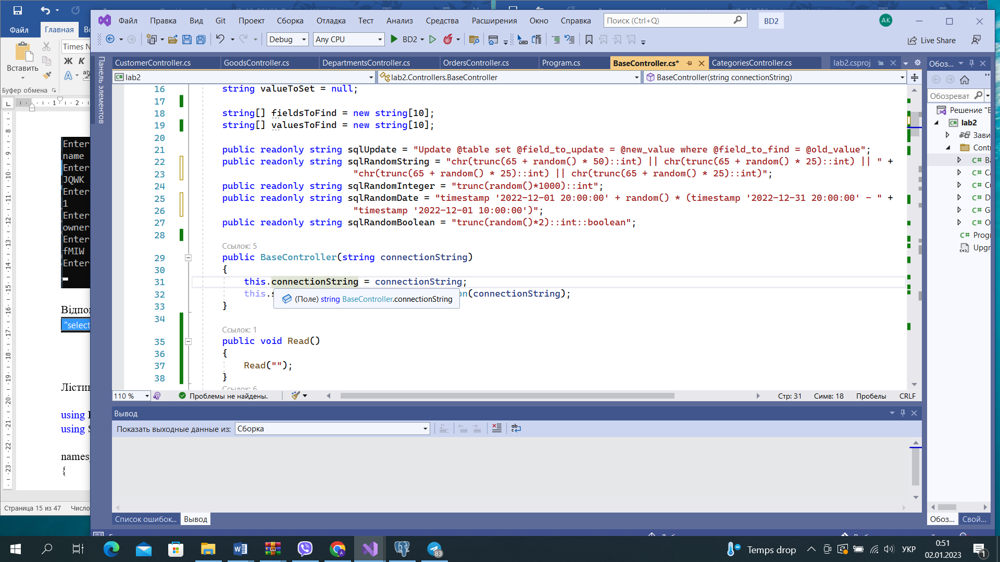 Файл
Главная
Вставить
Times N
Ж К
Буфер обмена
Enter
name
Enter
JQWK
Enter
1
Enter
owner
Enter
fMIW
Enter
"select
using
using
{
Страница 15 из 47
Файл Правка Вид Git Проект Сборка Отладка Тест Анализ Средства Расширения Окно Справка Поиск (Ctrl+Q) BD2 AK
Debug Any CPU BD2 Live Share
Панель элементов
CustomerController.cs GoodsController.cs DepartmentsController.cs OrdersController.cs Program.cs BaseController.cs* CategoriesController.cs lab2.csproj
lab2 lab2.Controllers.BaseController BaseController(string connectionString)
16 string valueToSet = null;
17
18 string[] fieldsToFind = new string[10];
19 string[] valuesToFind = new string[10];
20
21 public readonly string sqlUpdate = "Update @table set @field_to_update = @new_value where @field_to_find = @old_value";
22 public readonly string sqlRandomString = "chr(trunc(65 + random() * 50)::int) || chr(trunc(65 + random() * 25)::int) || " +
23 "chr(trunc(65 + random() * 25)::int) || chr(trunc(65 + random() * 25)::int)";
24 public readonly string sqlRandomInteger = "trunc(random()*1000)::int";
25 public readonly string sqlRandomDate = "timestamp '2022-12-01 20:00:00' + random() * (timestamp '2022-12-31 20:00:00' - " +
26 "timestamp '2022-12-01 10:00:00')";
27 public readonly string sqlRandomBoolean = "trunc(random()*2)::int::boolean";
28
Ссылок: 5
29 public BaseController(string connectionString)
30 {
31 this.connectionString = connectionString;
32 this. (connectionString);
(Поле) string BaseController.connectionString
33 }
34
Ссылок: 1
35 public void Read()
36 {
37 Read("");
38 }
Ссылок: 6
110 % Проблемы не найдены. Стр: 31 Симв: 18 Пробелы CRLF
Вывод
Показать выходные данные из: Сборка
Список ошибок... Вывод
Обоз...
Обозреват
Решение "
lab2
Зави
Cont
Progr
Upgr
Обоз... Свой...
83
Temps drop
УКР
0:51
02.01.2023
1